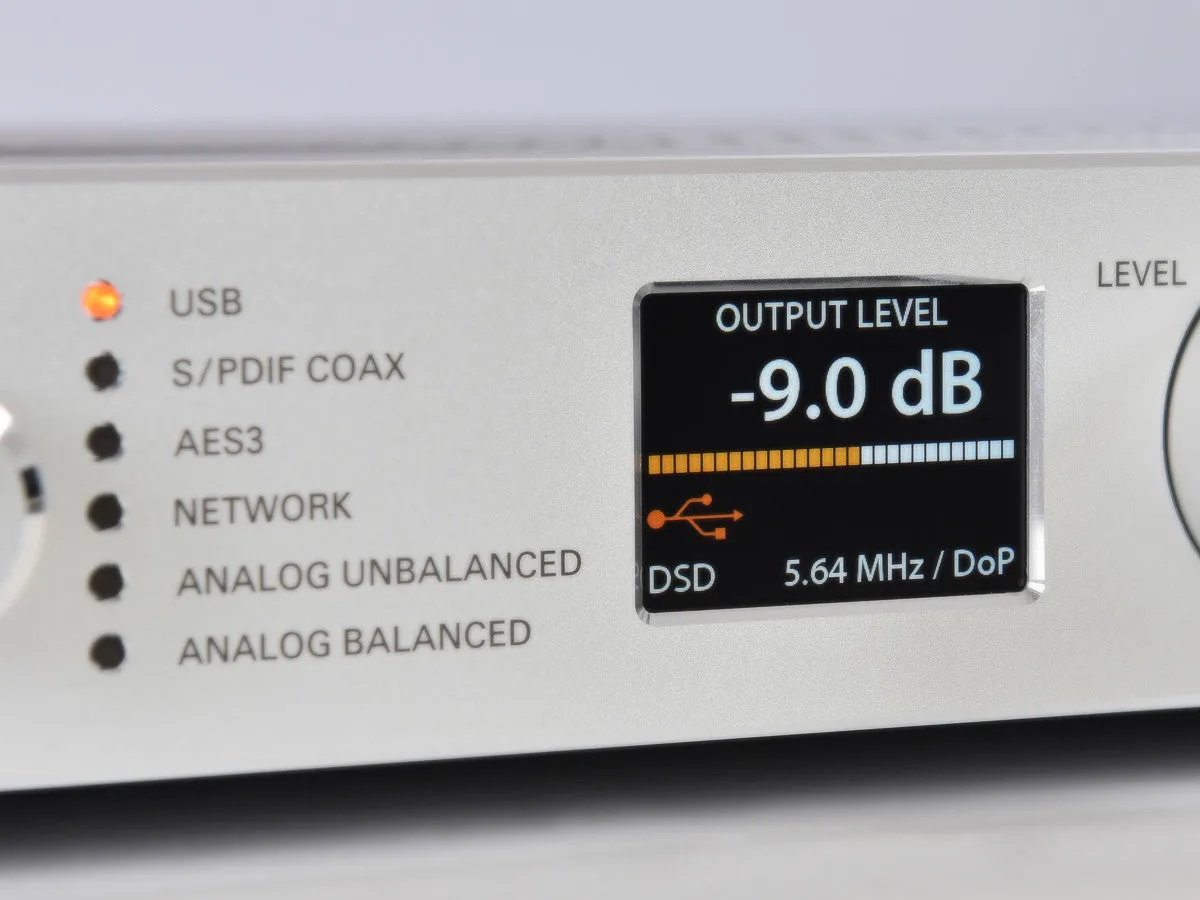 USB
S/PDIF COAX
AES3
NETWORK
ANALOG UNBALANCED
ANALOG BALANCED
OUTPUT LEVEL
-9.0 dB
DSD 5.64 MHz / DoP
LEVEL